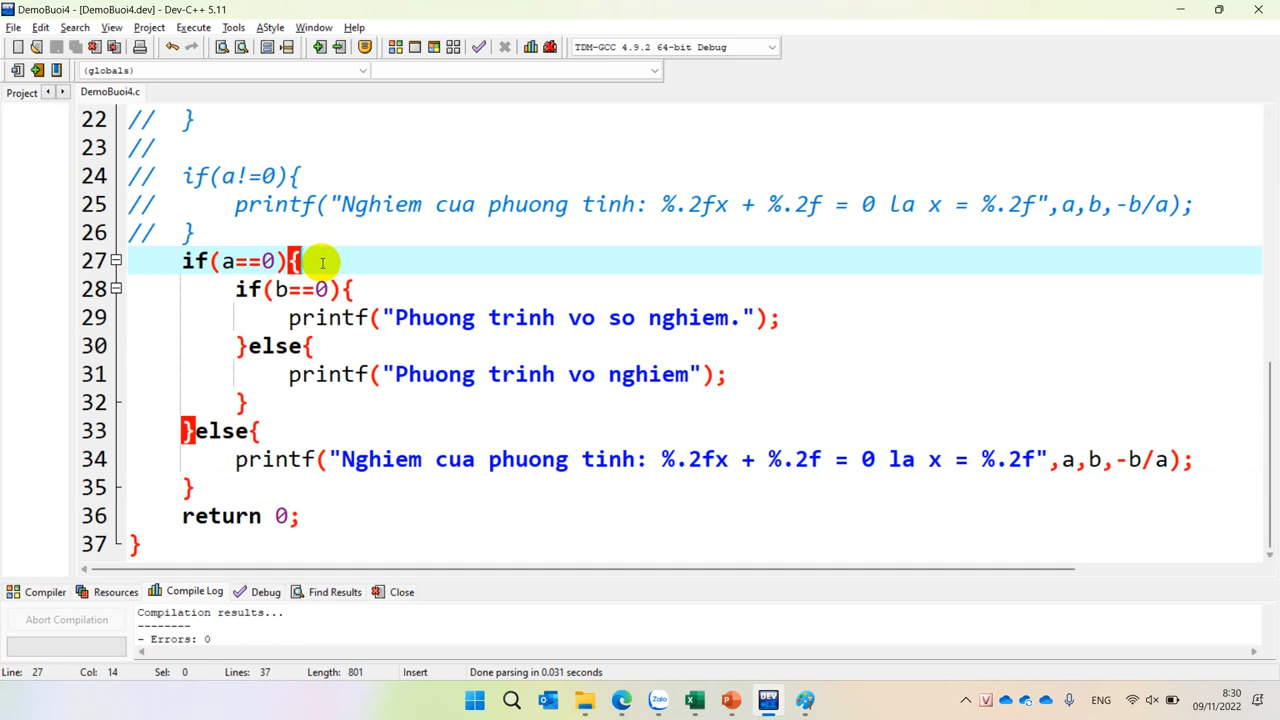 DemoBuoi4 - [DemoBuoi4.dev] - Dev-C++ 5.11
File Edit Search View Project Execute Tools AStyle Window Help
TDM-GCC 4.9.2 64-bit Debug
(globals)
Project DemoBuoi4.c
22 // }
23 //
24 // if(a!=0){
25 // printf("Nghiem cua phuong tinh: %.2fx + %.2f = 0 la x = %.2f",a,b,-b/a);
26 // }
27 if(a==0){
28 if(b==0){
29 printf("Phuong trinh vo so nghiem.");
30 }else{
31 printf("Phuong trinh vo nghiem");
32 }
33 }else{
34 printf("Nghiem cua phuong tinh: %.2fx + %.2f = 0 la x = %.2f",a,b,-b/a);
35 }
36 return 0;
37 }
Compiler Resources Compile Log Debug Find Results Close
Abort Compilation
Compilation results...
--------
- Errors: 0
Line: 27 Col: 14 Sel: 0 Lines: 37 Length: 801 Insert Done parsing in 0.031 seconds
Zalo DEV V ENG 8:30
09/11/2022